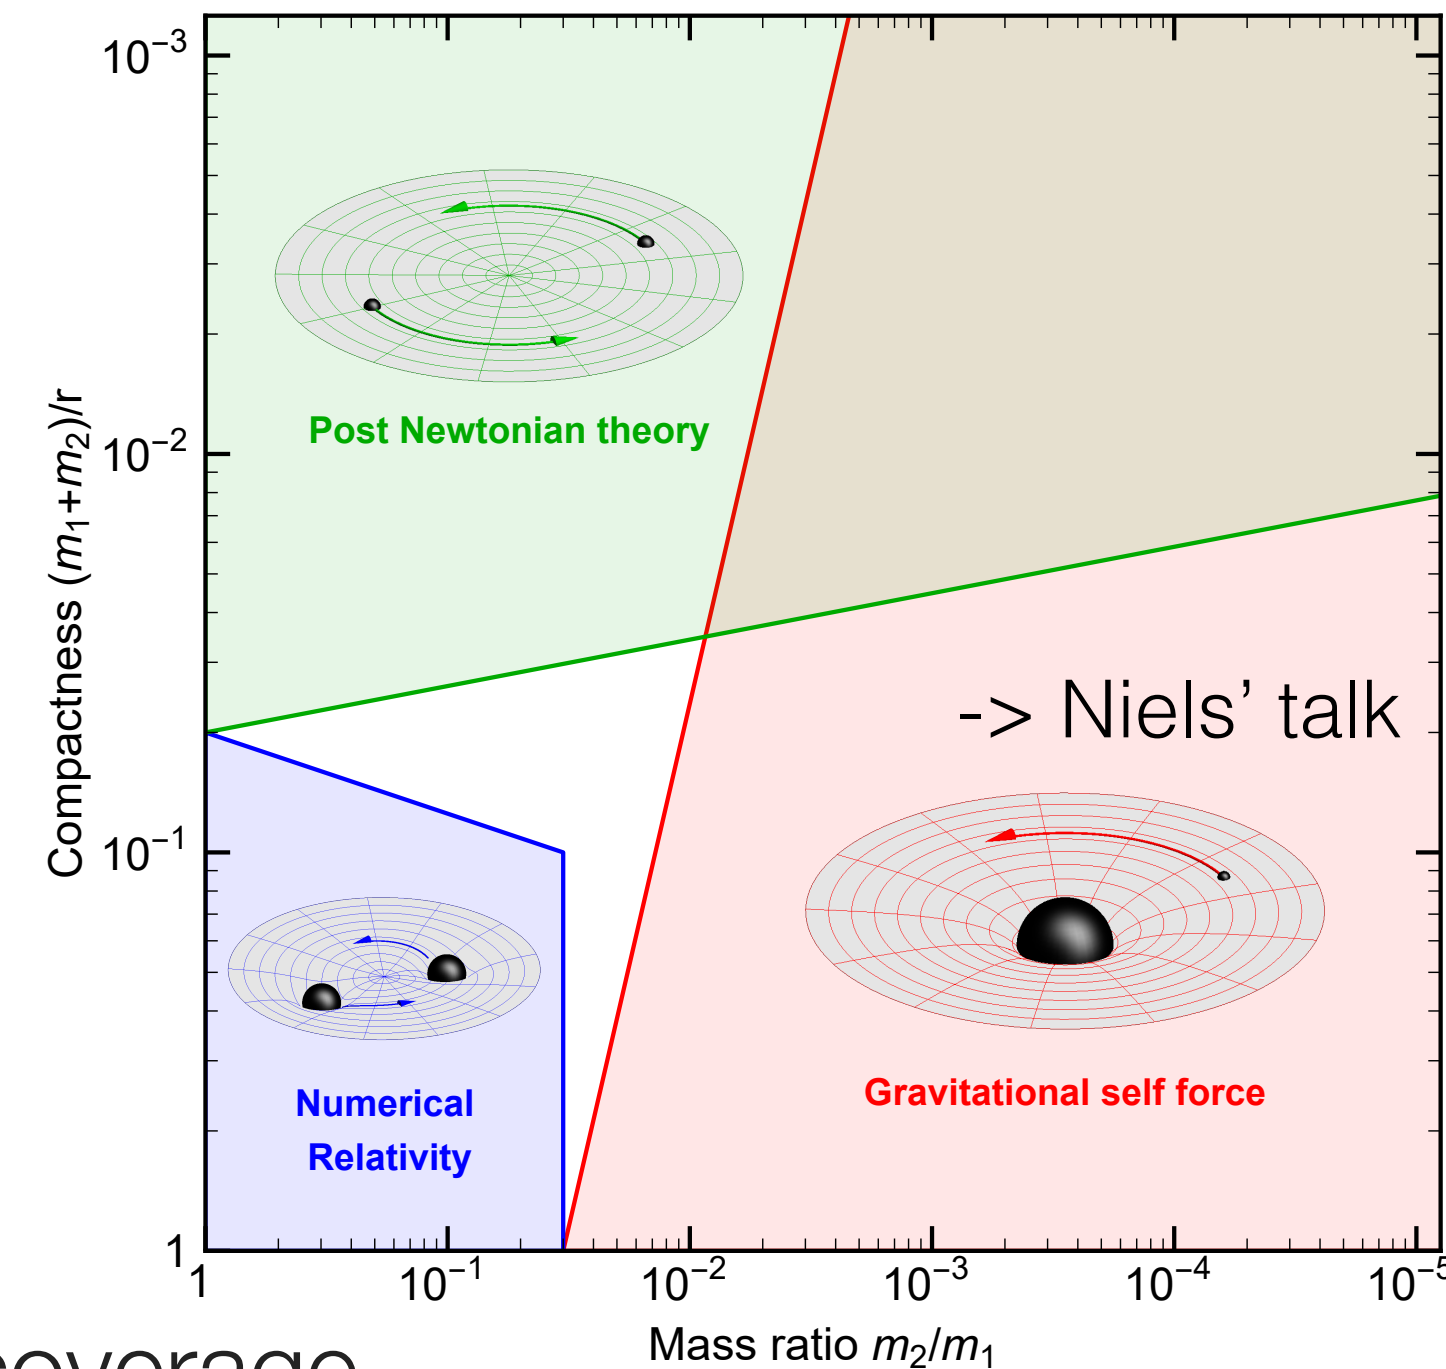 10⁻³
Post Newtonian theory
10⁻²
Compactness (m₁+m₂)/r
-> Niels’ talk
10⁻¹
Gravitational self force
Numerical
Relativity
1
1 10⁻¹ 10⁻² 10⁻³ 10⁻⁴ 10⁻⁵
Mass ratio m₂/m₁
coverage